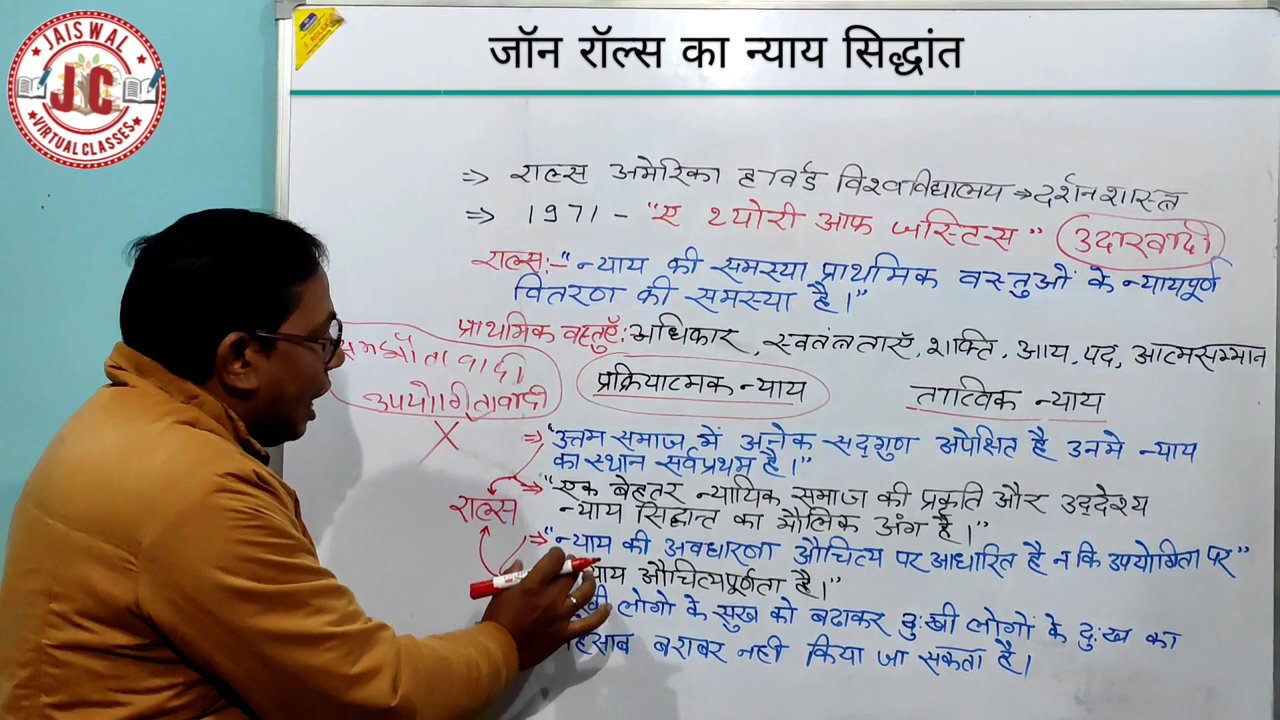 JAISWAL
JC
VIRTUAL CLASSES
जॉन रॉल्स का न्याय सिद्धांत
⇒ राल्स अमेरिका हार्वर्ड विश्वविद्यालय → दर्शनशास्त्र
⇒ 1971 - "ए थ्योरी आफ जस्टिस" उदारवादी
राल्स:- "न्याय की समस्या प्राथमिक वस्तुओं के न्यायपूर्ण
वितरण की समस्या है।"
प्राथमिक वस्तुएँ: अधिकार, स्वतंत्रताएँ, शक्ति, आय, पद, आत्मसम्मान
समझौतावादी
उपयोगितावादी
X
प्रक्रियात्मक न्याय
तात्विक न्याय
⇒ "उत्तम समाज में अनेक सद्गुण अपेक्षित है उनमे न्याय
का स्थान सर्वप्रथम है।"
⇒ "एक बेहतर न्यायिक समाज की प्रकृति और उद्देश्य
न्याय सिद्धान्त का मौलिक अंग है।"
राल्स
⇒ "न्याय की अवधारणा औचित्य पर आधारित है न कि उपयोगिता पर"
औचित्यपूर्णता है।"
लोगो के सुख को बढाकर दुःखी लोगों के दुःख का
बराबर नही किया जा सकता है।